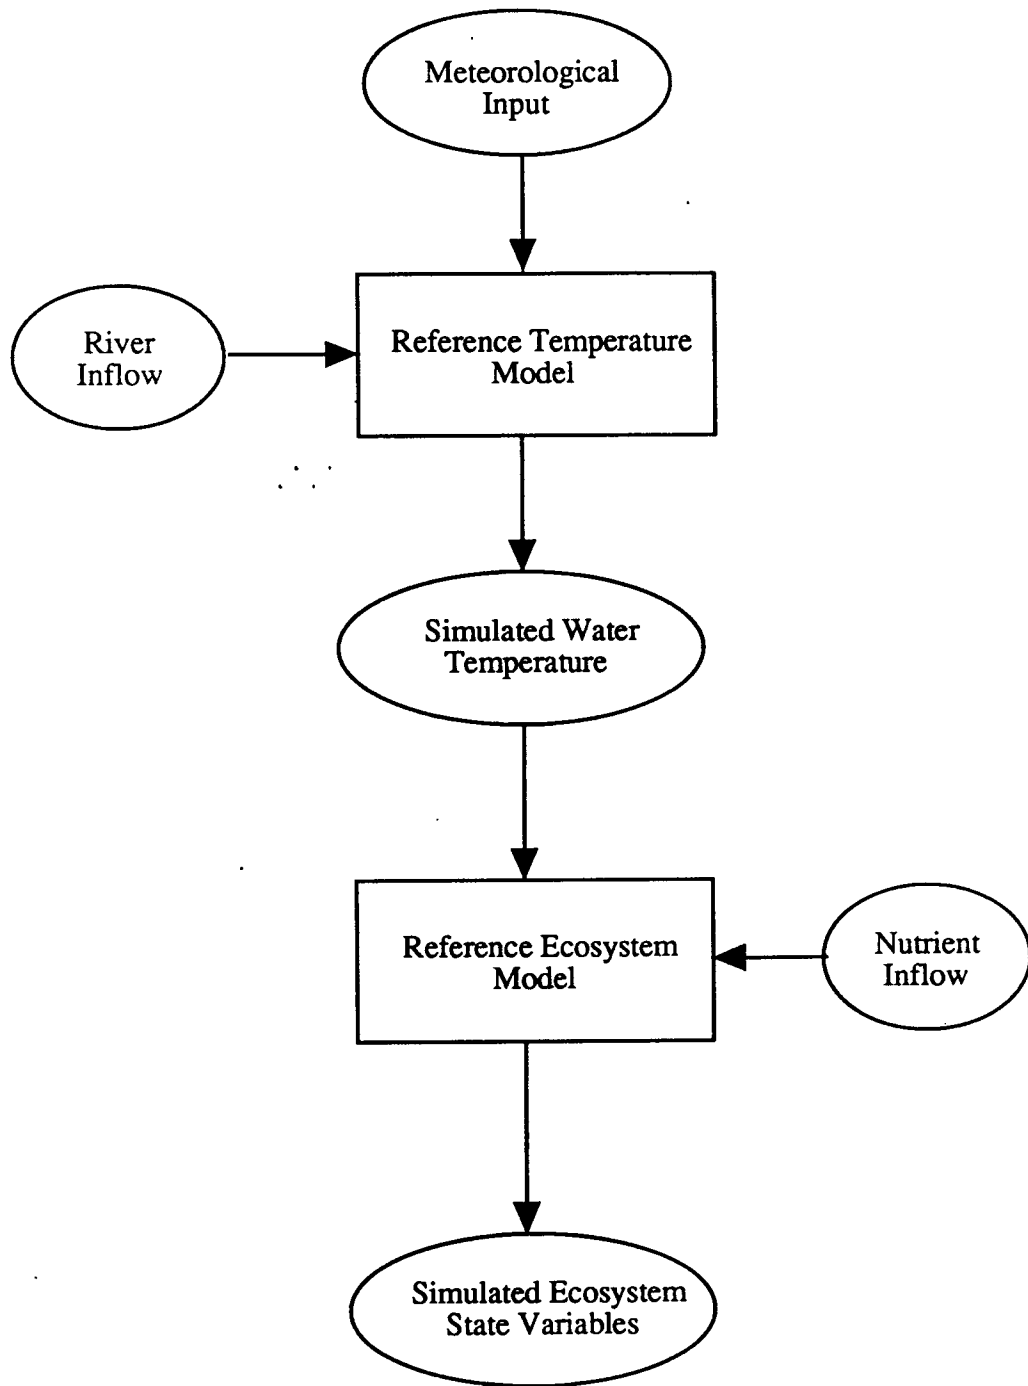 Meteorological
Input
River
Inflow
Reference Temperature
Model
Simulated Water
Temperature
Reference Ecosystem
Model
Nutrient
Inflow
Simulated Ecosystem
State Variables